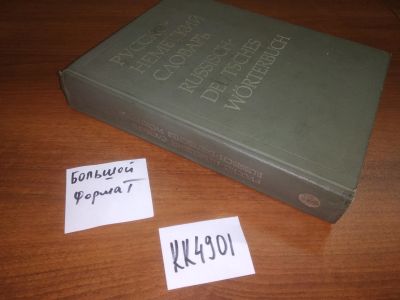 РУССКО-
НЕМЕЦКИЙ
СЛОВАРЬ
RUSSISCH-
DEUTSCHES
WÖRTERBUCH
БОЛЬШОЙ
формат
КК4901